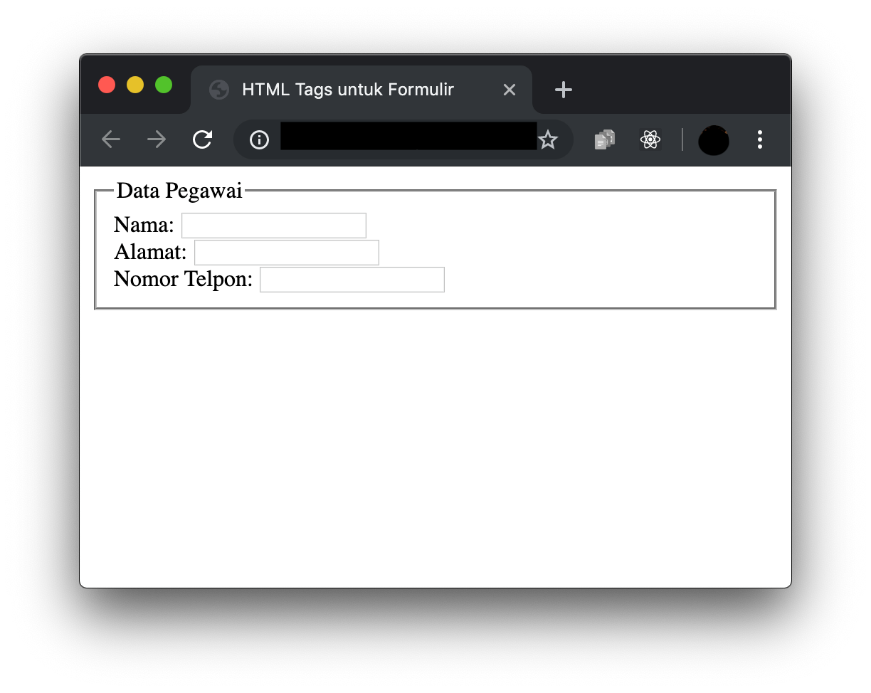 HTML Tags untuk Formulir
Data Pegawai
Nama:
Alamat:
Nomor Telpon: